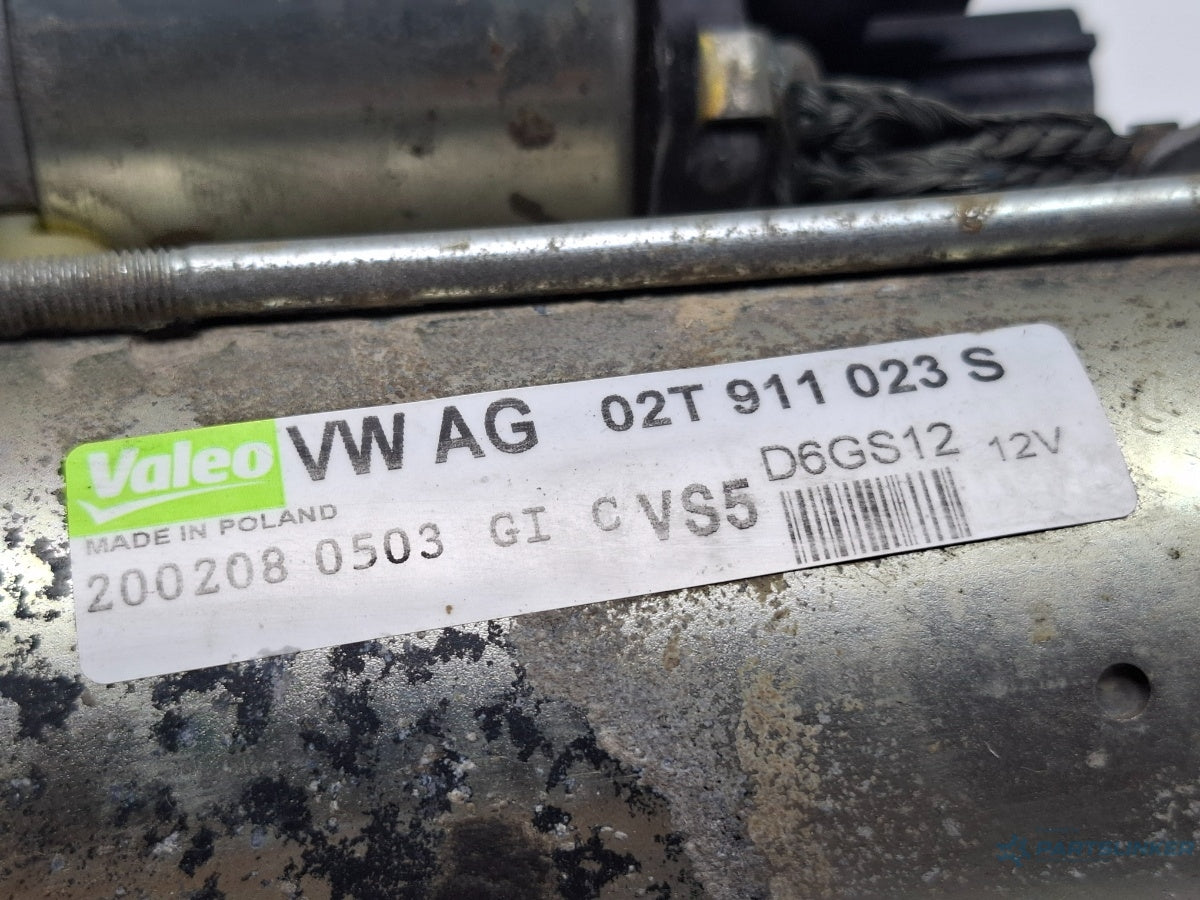 Valeo VW AG 02T 911 023 S
D6GS12 12V
MADE IN POLAND
200208 0503 GI C VS5